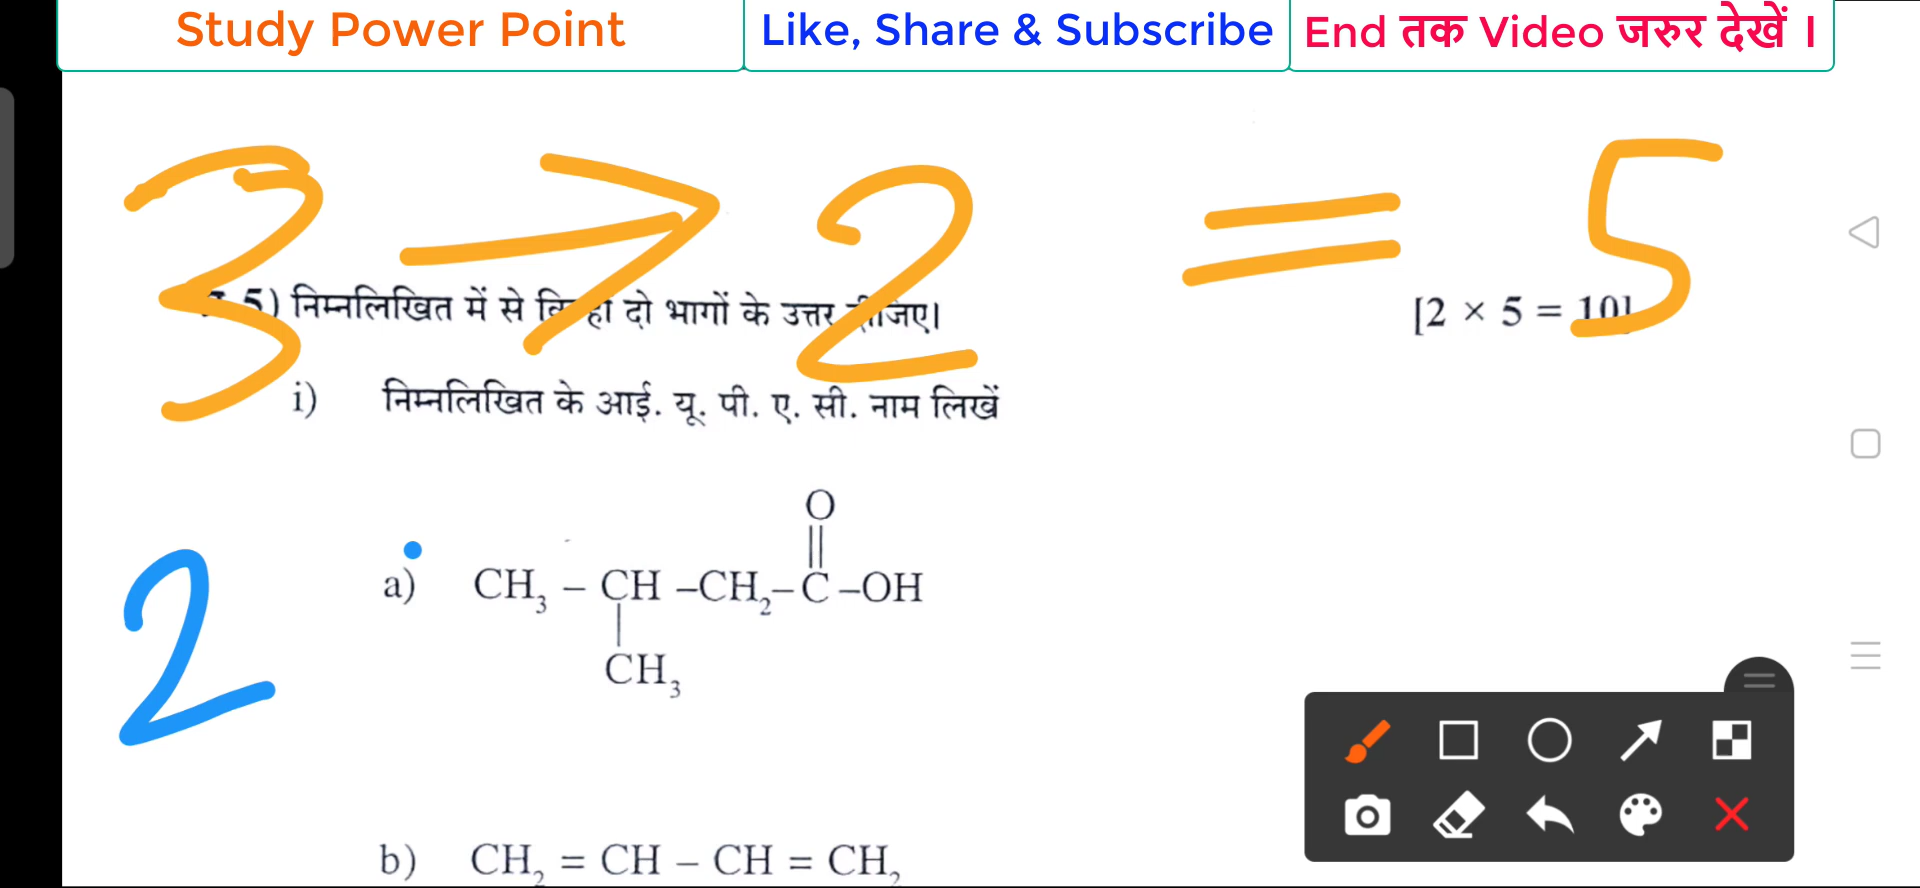 Study Power Point
Like, Share & Subscribe
End तक Video जरुर देखें ।
3 → 2 = 5
5) निम्नलिखित में से दो भागों के उत्तर [2 × 5 = 10]
i) निम्नलिखित के आई. यू. पी. ए. सी. नाम लिखें
O
||
2 a) CH₃ – CH –CH₂– C –OH
|
CH₃
b) CH₂ = CH – CH = CH₂